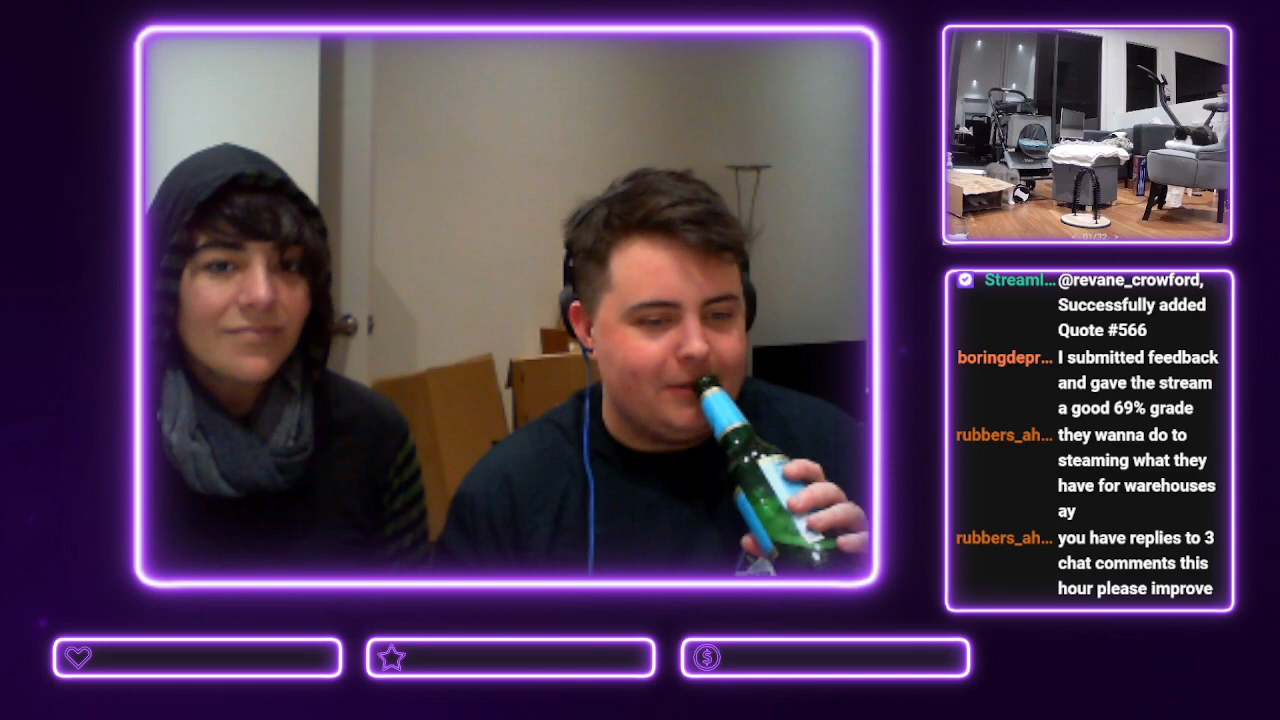 Streaml... @revane_crowford,
Successfully added
Quote #566
boringdepr... I submitted feedback
and gave the stream
a good 69% grade
rubbers_ah... they wanna do to
steaming what they
have for warehouses
ay
rubbers_ah... you have replies to 3
chat comments this
hour please improve